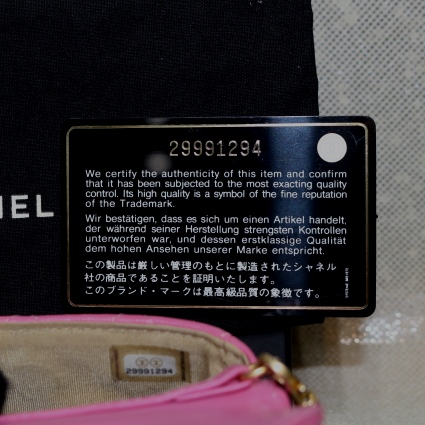 29991294
We certify the authenticity of this item and confirm
that it has been subjected to the most exacting quality
control. Its high quality is a symbol of the fine reputation
of the Trademark.
Wir bestätigen, dass es sich um einen Artikel handelt,
der während seiner Herstellung strengsten Kontrollen
unterworfen war, und dessen erstklassige Qualität
dem hohen Ansehen unserer Marke entspricht.
この製品は厳しい管理のもとに製造されたシャネル
社の商品であることを証明いたします。
このブランド・マークは最高級品質の象徴です。
NEL
29991294